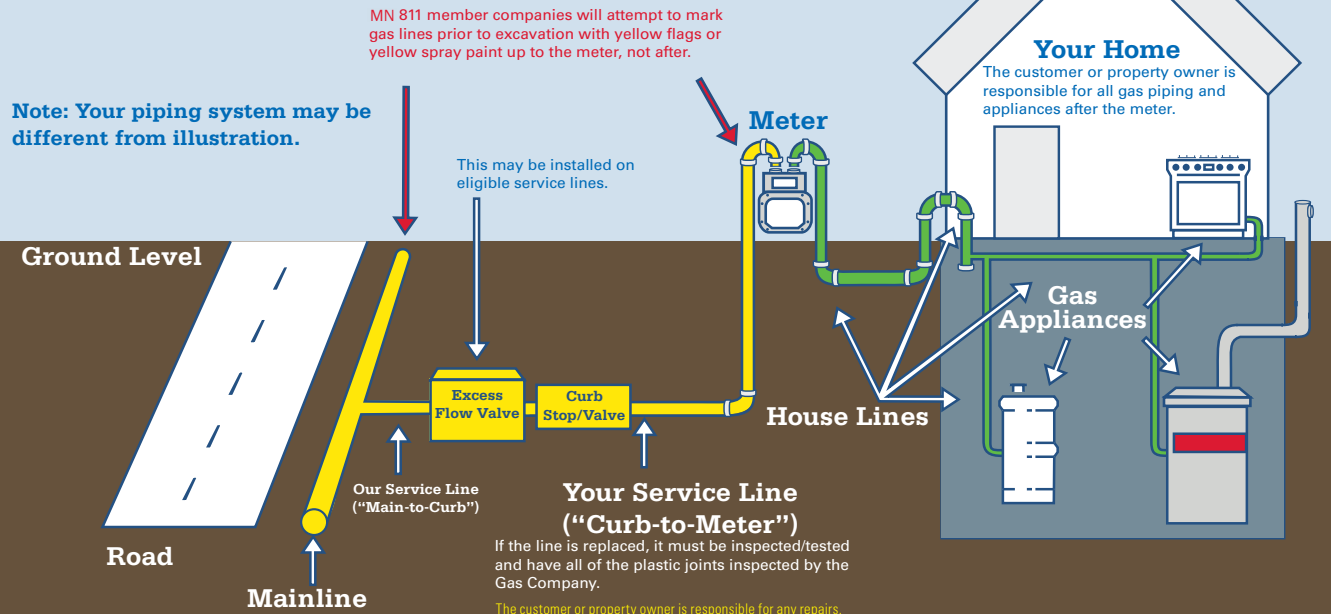 MN 811 member companies will attempt to mark
gas lines prior to excavation with yellow flags or
yellow spray paint up to the meter, not after.
Your Home
The customer or property owner is
responsible for all gas piping and
appliances after the meter.
Note: Your piping system may be
different from illustration.
Meter
This may be installed on
eligible service lines.
Ground Level
Gas
Appliances
Excess
Flow Valve
Curb
Stop/Valve
House Lines
Our Service Line
("Main-to-Curb")
Your Service Line
("Curb-to-Meter")
If the line is replaced, it must be inspected/tested
and have all of the plastic joints inspected by the
Gas Company.
Road
Mainline
The customer or property owner is responsible for any repairs.